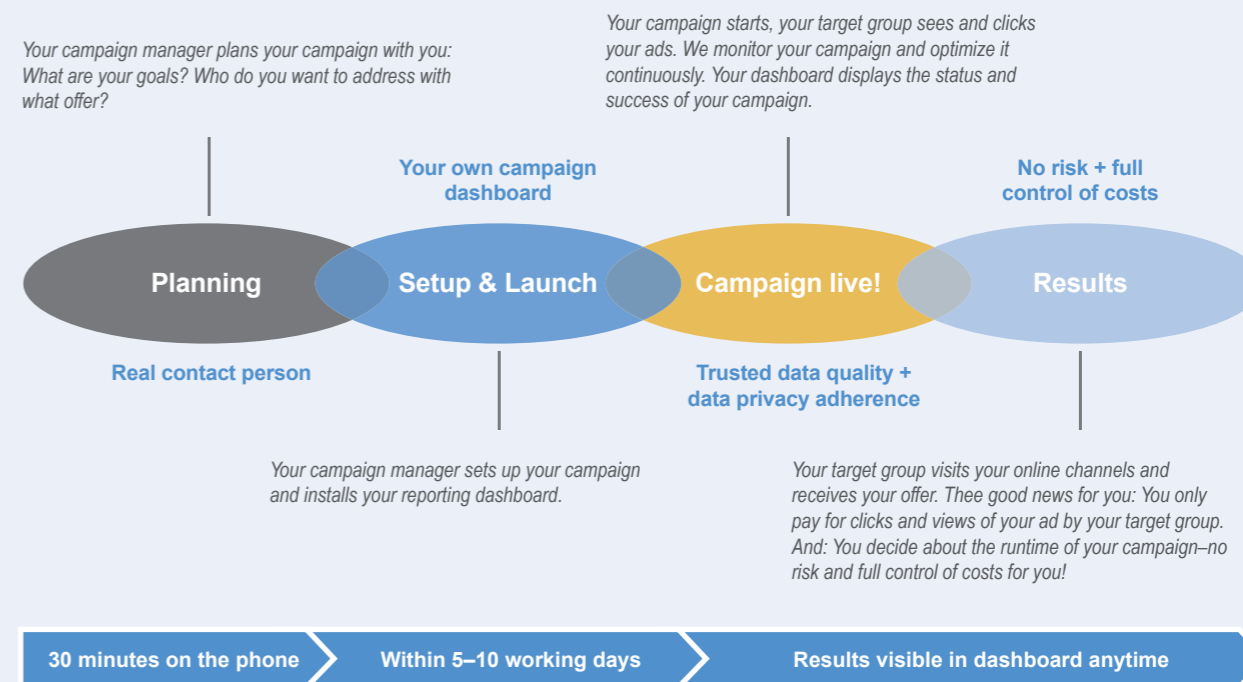 Your campaign manager plans your campaign with you:
What are your goals? Who do you want to address with
what offer?
Your campaign starts, your target group sees and clicks
your ads. We monitor your campaign and optimize it
continuously. Your dashboard displays the status and
success of your campaign.
Your own campaign
dashboard
No risk + full
control of costs
Planning
Setup & Launch
Campaign live!
Results
Real contact person
Trusted data quality +
data privacy adherence
Your campaign manager sets up your campaign
and installs your reporting dashboard.
Your target group visits your online channels and
receives your offer. Thee good news for you: You only
pay for clicks and views of your ad by your target group.
And: You decide about the runtime of your campaign–no
risk and full control of costs for you!
30 minutes on the phone
Within 5–10 working days
Results visible in dashboard anytime